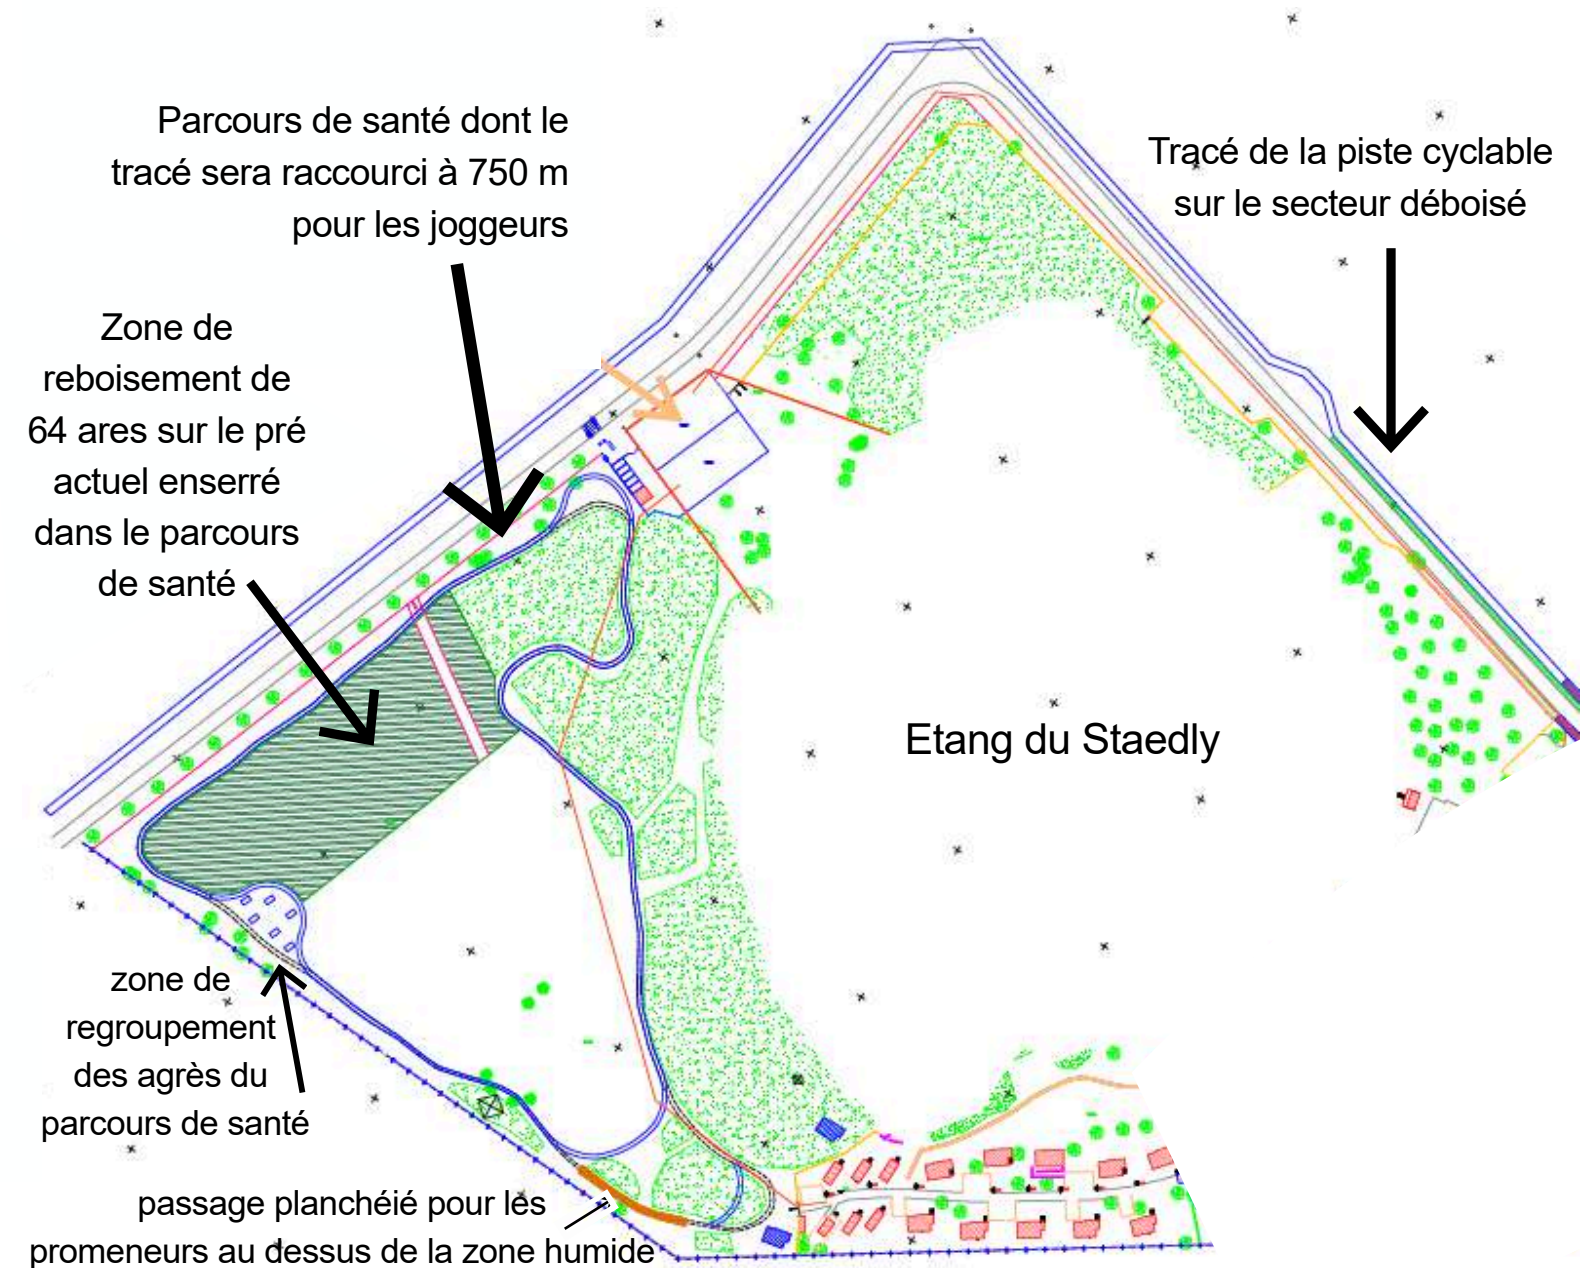 Parcours de santé dont le
tracé sera raccourci à 750 m
pour les joggeurs
Tracé de la piste cyclable
sur le secteur déboisé
Zone de
reboisement de
64 ares sur le pré
actuel enserré
dans le parcours
de santé
Etang du Staedly
zone de
regroupement
des agrès du
parcours de santé
passage planchéié pour les
promeneurs au dessus de la zone humide